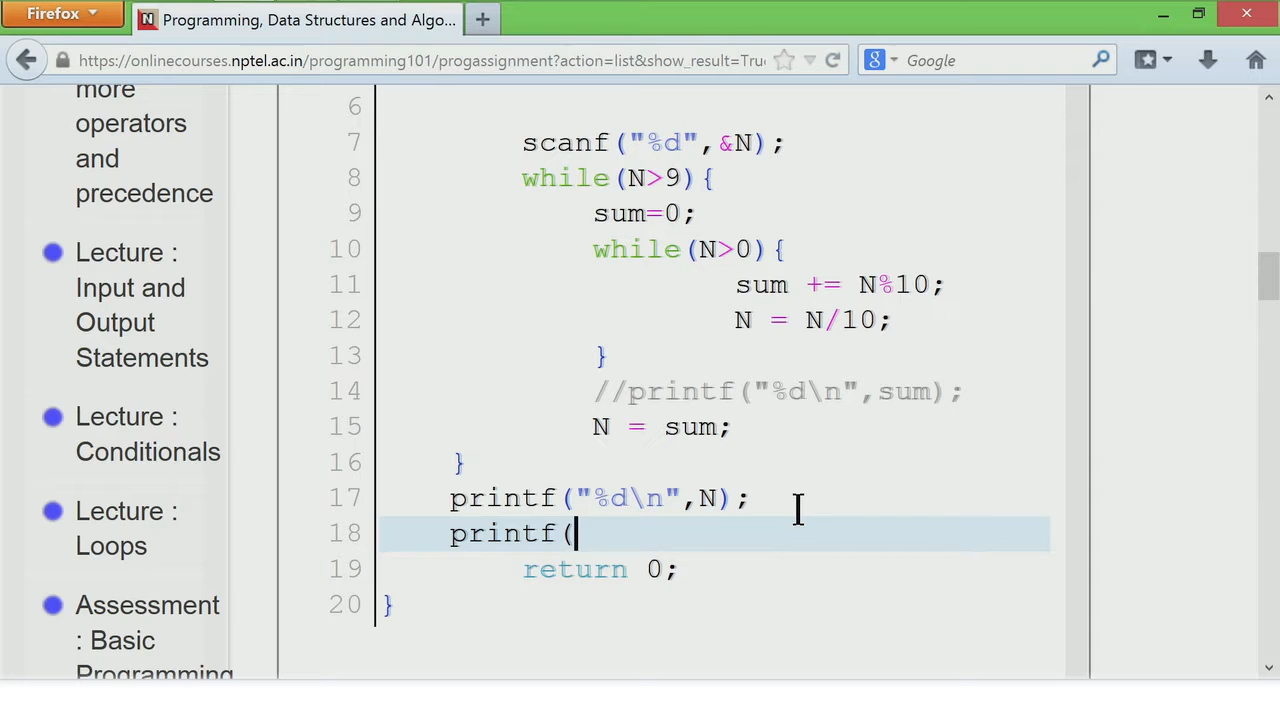 Firefox
Programming, Data Structures and Algo...
https://onlinecourses.nptel.ac.in/programming101/progassignment?action=list&show_result=Tru
Google
more
operators
and
precedence
Lecture :
Input and
Output
Statements
Lecture :
Conditionals
Lecture :
Loops
Assessment
: Basic
Programming
6
7 scanf("%d",&N);
8 while(N>9){
9 sum=0;
10 while(N>0){
11 sum += N%10;
12 N = N/10;
13 }
14 //printf("%d\n",sum);
15 N = sum;
16 }
17 printf("%d\n",N);
18 printf(
19 return 0;
20 }